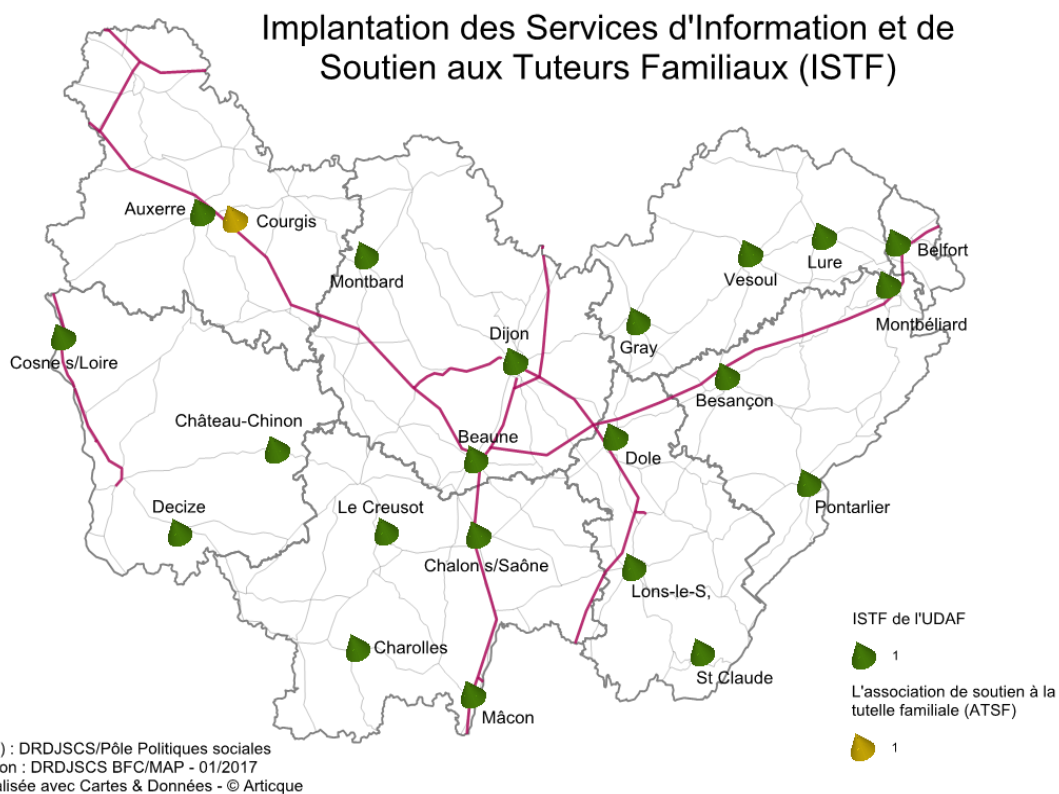 Implantation des Services d'Information et de
Soutien aux Tuteurs Familiaux (ISTF)
Auxerre
Courgis
Montbard
Belfort
Lure
Vesoul
Montbéliard
Dijon
Gray
Cosne s/Loire
Besançon
Château-Chinon
Beaune
Dole
Decize
Le Creusot
Pontarlier
Chalon s/Saône
Lons-le-S,
Charolles
St Claude
Mâcon
ISTF de l'UDAF
1
L'association de soutien à la
tutelle familiale (ATSF)
1
) : DRDJSCS/Pôle Politiques sociales
on : DRDJSCS BFC/MAP - 01/2017
alisée avec Cartes & Données - © Articque